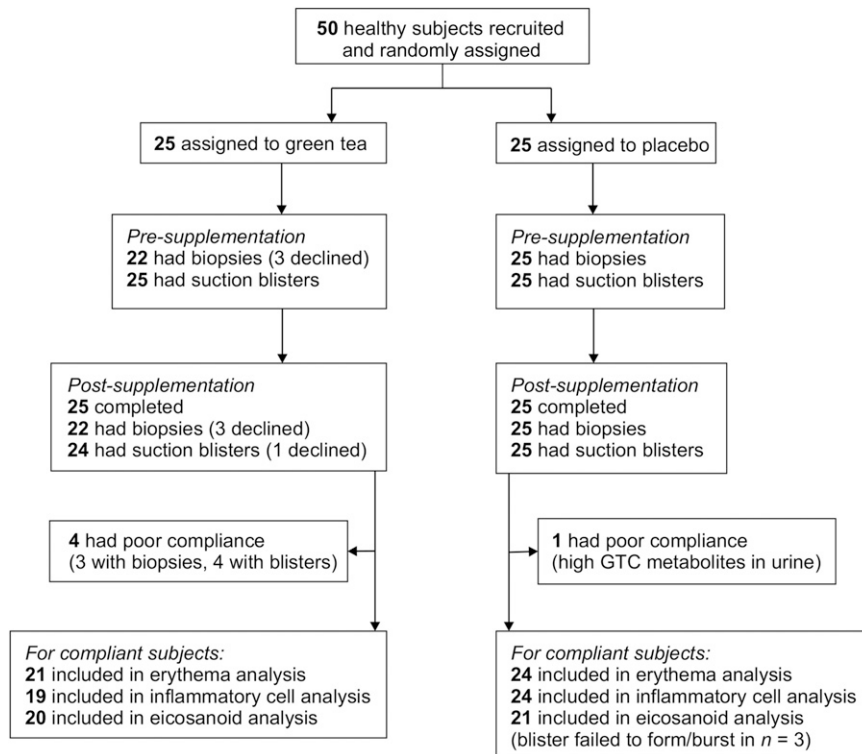 50 healthy subjects recruited
and randomly assigned
25 assigned to green tea
25 assigned to placebo
Pre-supplementation
22 had biopsies (3 declined)
25 had suction blisters
Pre-supplementation
25 had biopsies
25 had suction blisters
Post-supplementation
25 completed
22 had biopsies (3 declined)
24 had suction blisters (1 declined)
Post-supplementation
25 completed
25 had biopsies
25 had suction blisters
4 had poor compliance
(3 with biopsies, 4 with blisters)
1 had poor compliance
(high GTC metabolites in urine)
For compliant subjects:
21 included in erythema analysis
19 included in inflammatory cell analysis
20 included in eicosanoid analysis
For compliant subjects:
24 included in erythema analysis
24 included in inflammatory cell analysis
21 included in eicosanoid analysis
(blister failed to form/burst in n = 3)